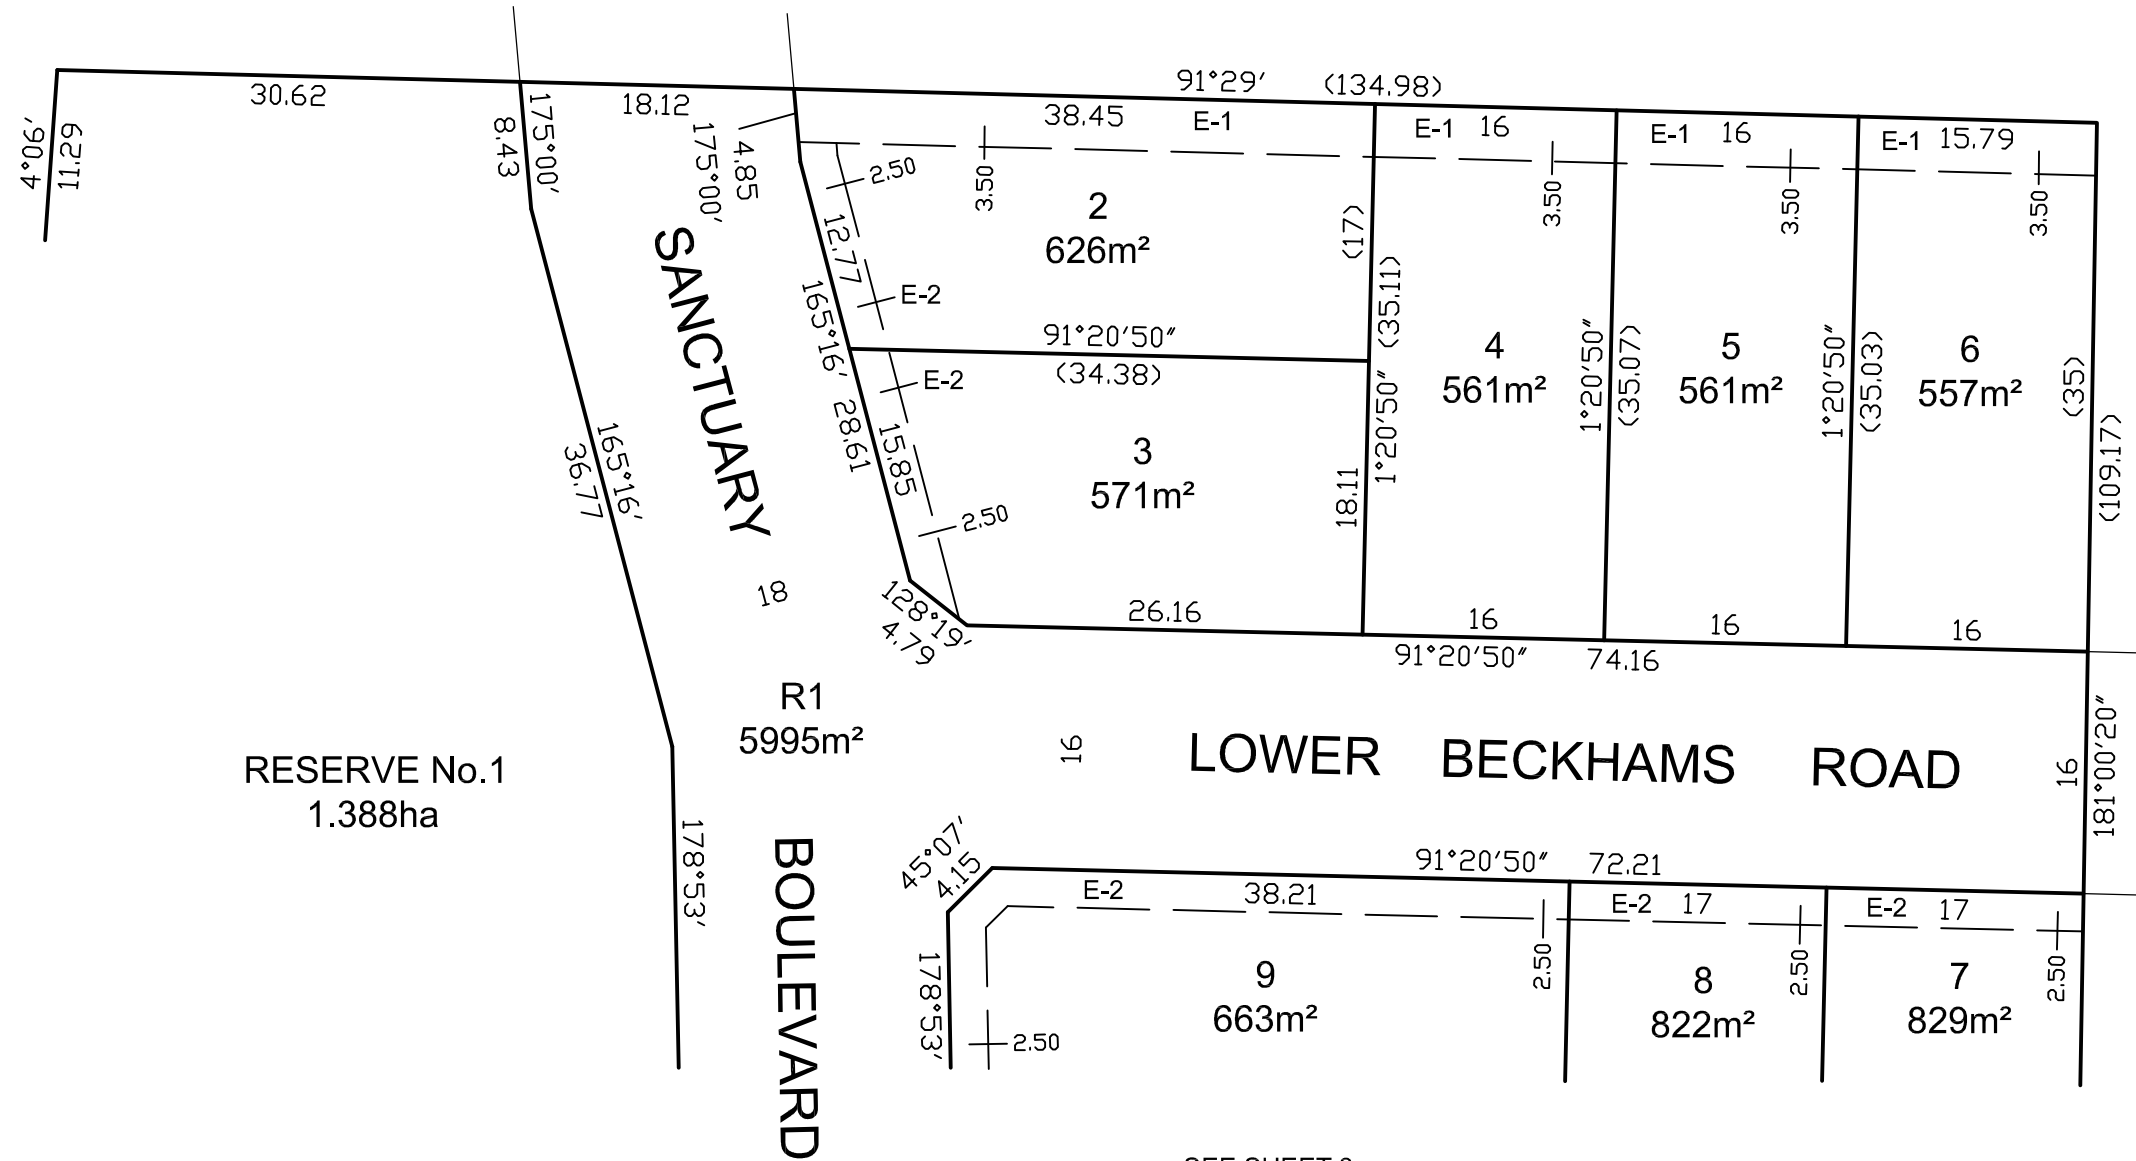 91°29′ (134.98)
30.62
18.12
38.45
E-1
E-1 16
E-1 16
E-1 15.79
4°06′
11.29
8.43
175°00′
175°00′
4.85
2.50
3.50
3.50
3.50
3.50
2
626m²
12.77
(17)
E-2
165°16′ 28.61
SANCTUARY
91°20′50″
(34.38)
1°20′50″ (35.11)
1°20′50″
(35.07)
1°20′50″
(35.03)
(35)
(109.17)
4
561m²
5
561m²
6
557m²
E-2
15.85
3
571m²
18.11
2.50
165°16′
36.77
18
128°19′
4.79
26.16
16
16
16
91°20′50″ 74.16
R1
5995m²
RESERVE No.1
1.388ha
16
LOWER BECKHAMS ROAD
16
181°00′20″
178°53′
BOULEVARD
45°07′
4.15
91°20′50″ 72.21
E-2 38.21
E-2 17
E-2 17
178°53′
2.50
2.50
2.50
2.50
9
663m²
8
822m²
7
829m²